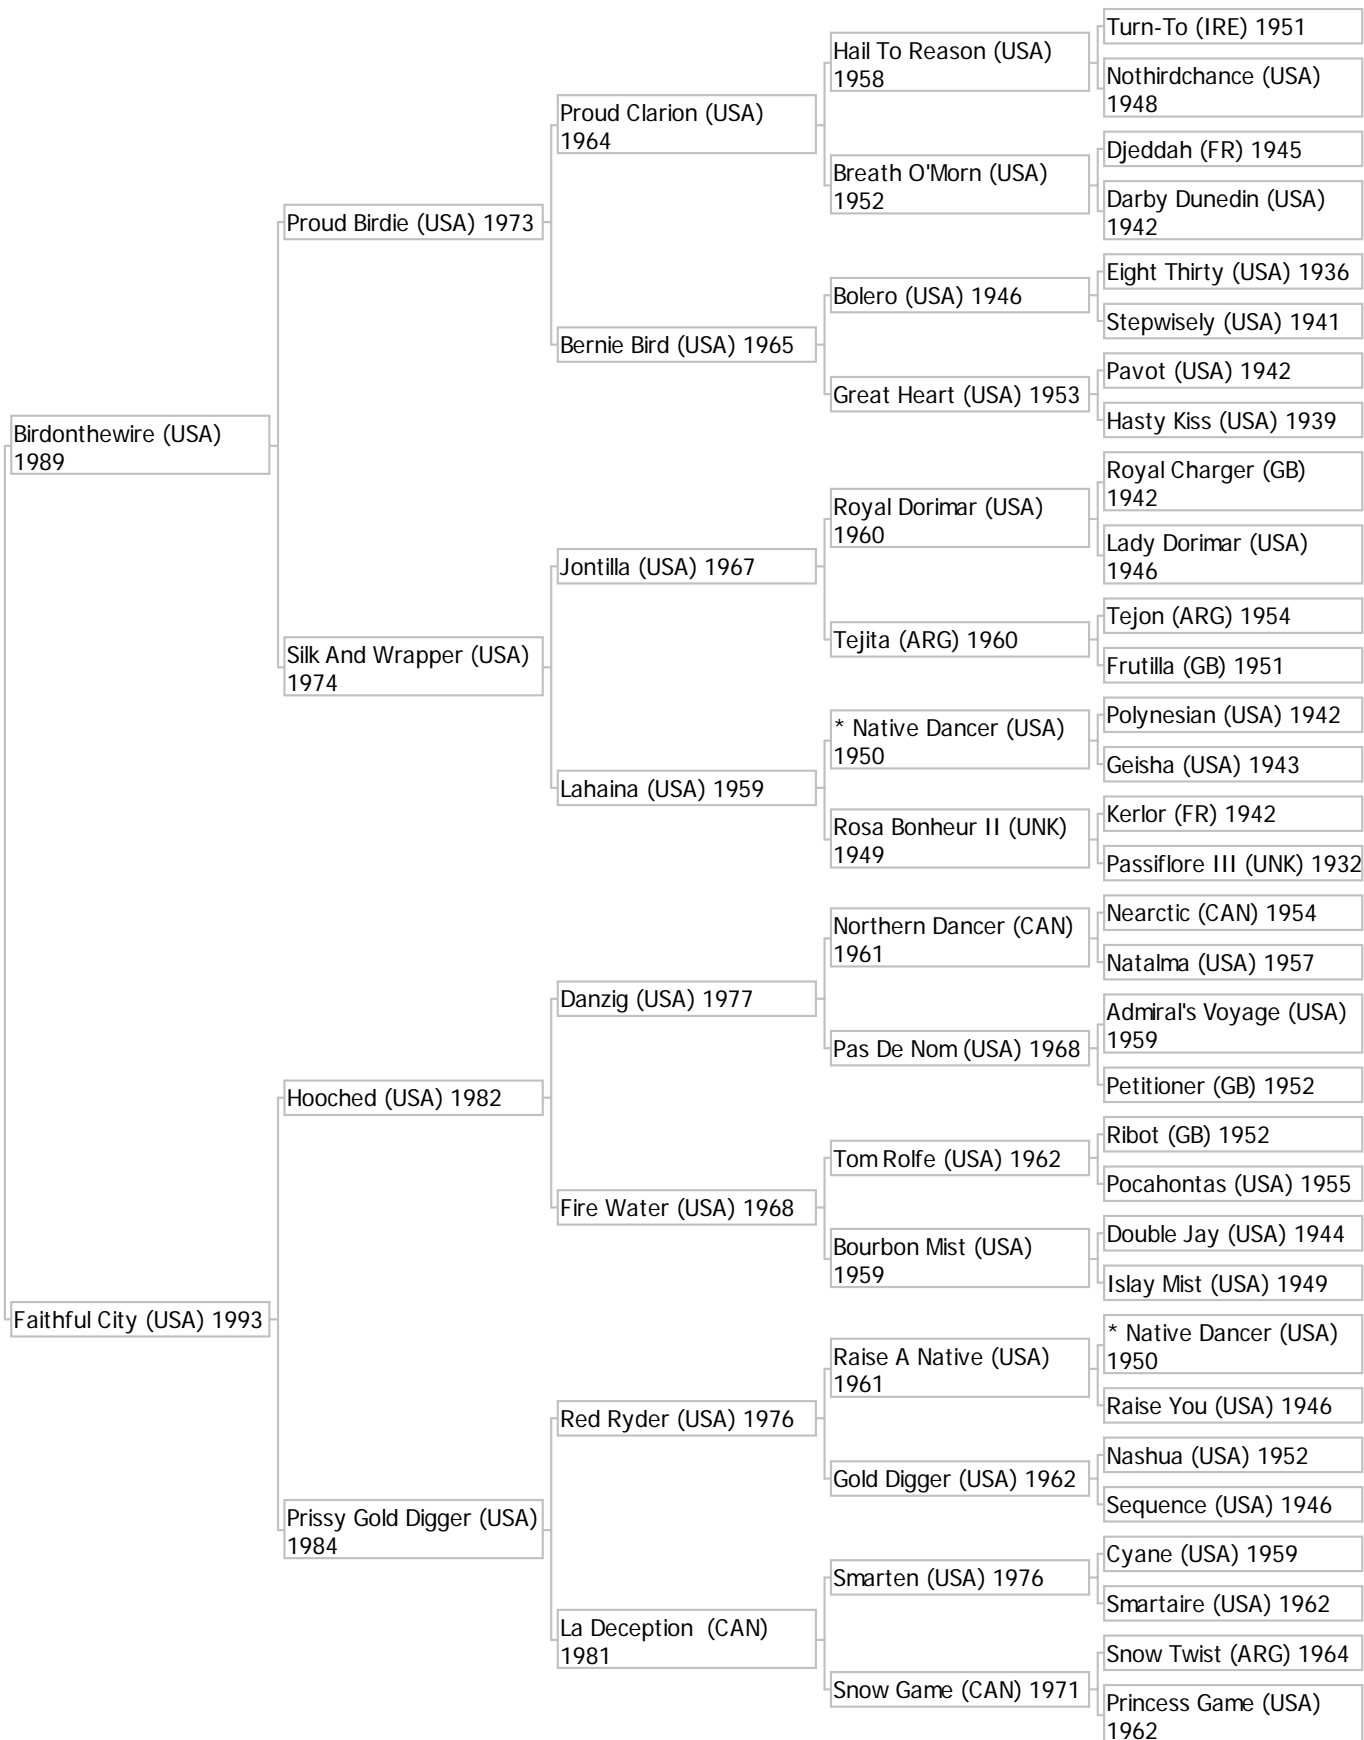 Turn-To (IRE) 1951
Hail To Reason (USA)
1958
Nothirdchance (USA)
1948
Proud Clarion (USA)
1964
Djeddah (FR) 1945
Breath O'Morn (USA)
1952
Darby Dunedin (USA)
1942
Proud Birdie (USA) 1973
Eight Thirty (USA) 1936
Bolero (USA) 1946
Stepwisely (USA) 1941
Bernie Bird (USA) 1965
Pavot (USA) 1942
Great Heart (USA) 1953
Hasty Kiss (USA) 1939
Birdonthewire (USA)
1989
Royal Charger (GB)
1942
Royal Dorimar (USA)
1960
Lady Dorimar (USA)
1946
Jontilla (USA) 1967
Tejon (ARG) 1954
Tejita (ARG) 1960
Frutilla (GB) 1951
Silk And Wrapper (USA)
1974
Polynesian (USA) 1942
* Native Dancer (USA)
1950
Geisha (USA) 1943
Lahaina (USA) 1959
Kerlor (FR) 1942
Rosa Bonheur II (UNK)
1949
Passiflore III (UNK) 1932
Nearctic (CAN) 1954
Northern Dancer (CAN)
1961
Natalma (USA) 1957
Danzig (USA) 1977
Admiral's Voyage (USA)
1959
Pas De Nom (USA) 1968
Petitioner (GB) 1952
Hooched (USA) 1982
Ribot (GB) 1952
Tom Rolfe (USA) 1962
Pocahontas (USA) 1955
Fire Water (USA) 1968
Double Jay (USA) 1944
Bourbon Mist (USA)
1959
Islay Mist (USA) 1949
Faithful City (USA) 1993
* Native Dancer (USA)
1950
Raise A Native (USA)
1961
Raise You (USA) 1946
Red Ryder (USA) 1976
Nashua (USA) 1952
Gold Digger (USA) 1962
Sequence (USA) 1946
Prissy Gold Digger (USA)
1984
Cyane (USA) 1959
Smarten (USA) 1976
Smartaire (USA) 1962
La Deception (CAN)
1981
Snow Twist (ARG) 1964
Snow Game (CAN) 1971
Princess Game (USA)
1962